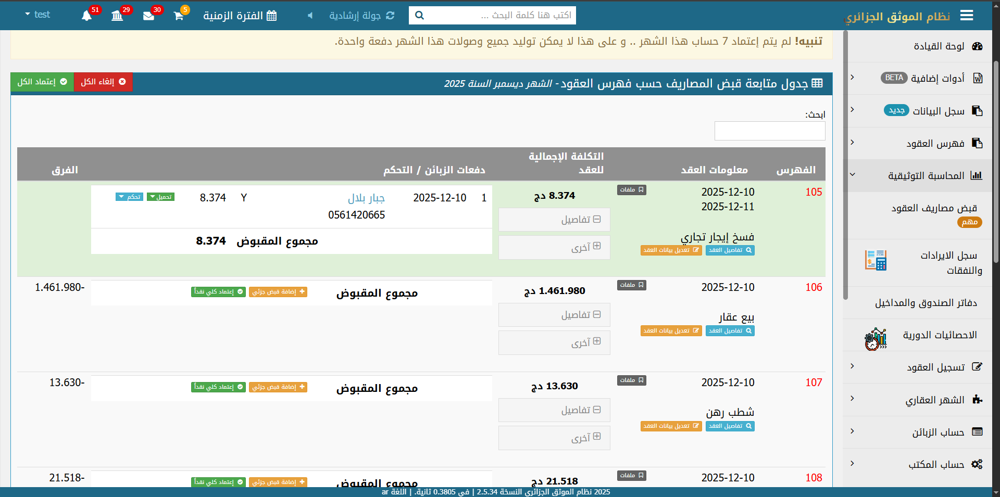 نظام الموثق الجزائري
اكتب هنا كلمة البحث ...
جولة إرشادية
الفترة الزمنية
5
30
29
51
test
لوحة القيادة
أدوات إضافية BETA
سجل البيانات جديد
فهرس العقود
المحاسبة التوثيقية
قبض مصاريف العقود
مهم
سجل الايرادات
والنفقات
دفاتر الصندوق والمداخيل
الاحصائيات الدورية
تسجيل العقود
الشهر العقاري
حساب الزبائن
حساب المكتب
تنبيه! لم يتم إعتماد 7 حساب هذا الشهر .. و على هذا لا يمكن توليد جميع وصولات هذا الشهر دفعة واحدة.
جدول متابعة قبض المصاريف حسب فهرس العقود - الشهر ديسمبر السنة 2025
إلغاء الكل
إعتماد الكل
ابحث:
الفهرس
معلومات العقد
التكلفة الإجمالية
للعقد
دفعات الزبائن / التحكم
الفرق
105
2025-12-10
2025-12-11
ملفات
فسخ إيجار تجاري
تفاصيل العقد
تعديل بيانات العقد
8.374 دج
تفاصيل
آخرى
1
2025-12-10
جبار بلال
0561420665
Y
8.374
تحميل
تحكم
مجموع المقبوض
8.374
106
2025-12-10
ملفات
بيع عقار
تفاصيل العقد
تعديل بيانات العقد
1.461.980 دج
تفاصيل
آخرى
مجموع المقبوض
إضافة قبض جزئي
إعتماد كلي نقداً
1.461.980-
107
2025-12-10
ملفات
شطب رهن
تفاصيل العقد
تعديل بيانات العقد
13.630 دج
تفاصيل
آخرى
مجموع المقبوض
إضافة قبض جزئي
إعتماد كلي نقداً
13.630-
108
2025-12-10
ملفات
21.518 دج
مجموع المقبوض
إضافة قبض جزئي
إعتماد كلي نقداً
21.518-
2025 نظام الموثق الجزائري النسخة 2.5.34 | في 0.3805 ثانية. | اللغة ar